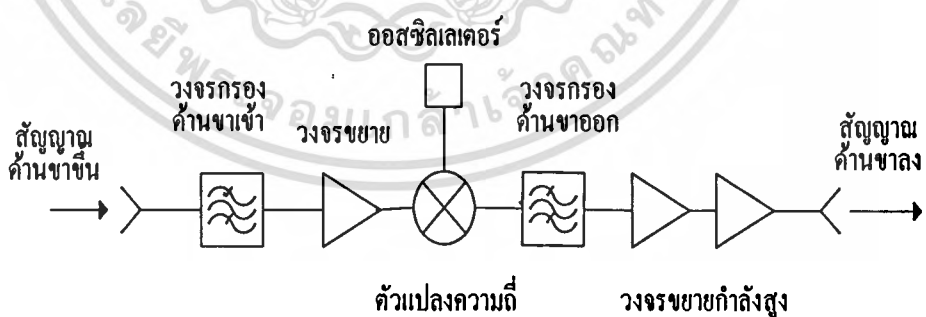 ออสซิลเลเตอร์
วงจรกรอง
ด้านขาเข้า
วงจรขยาย
วงจรกรอง
ด้านขาออก
สัญญาณ
ด้านขาขึ้น
สัญญาณ
ด้านขาลง
ตัวแปลงความถี่
วงจรขยายกำลังสูง